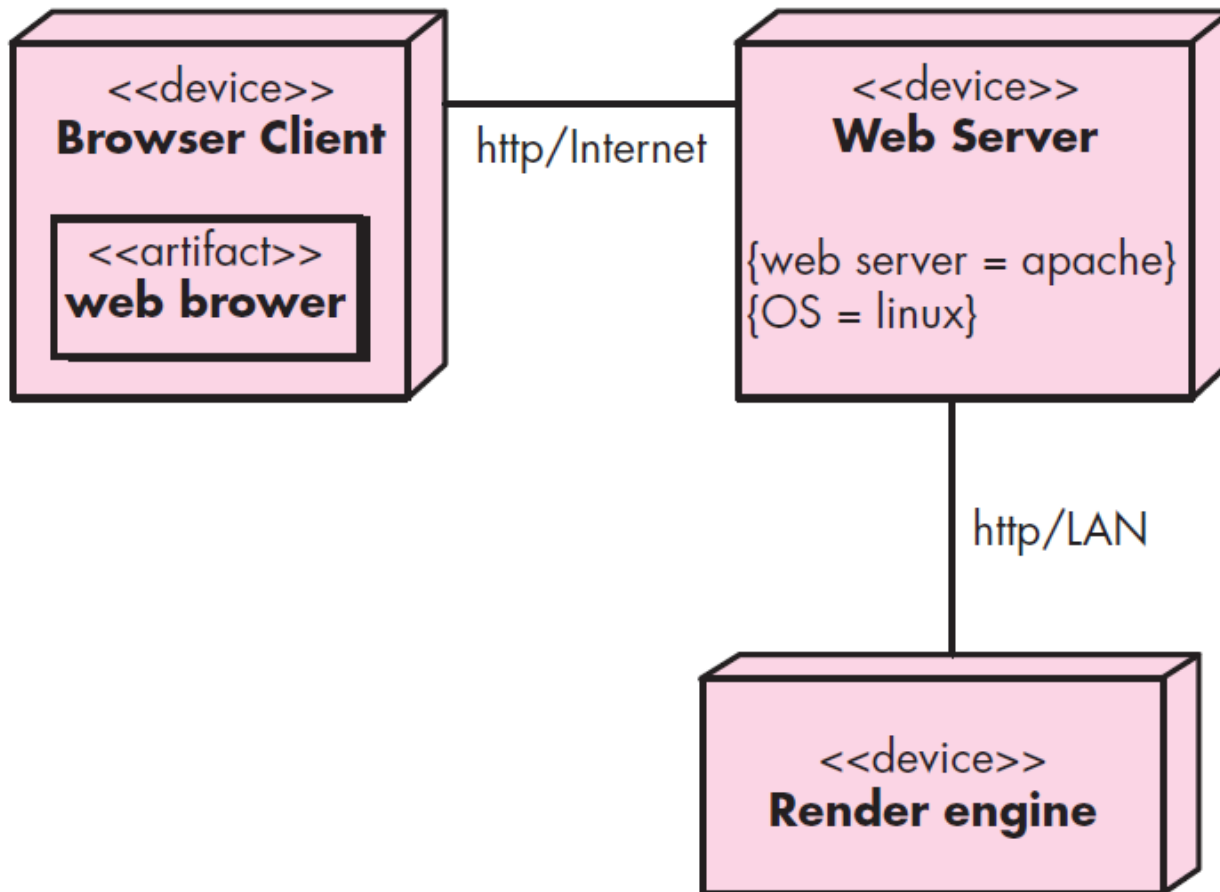 <<device>>
Browser Client
<<artifact>>
web brower
http/Internet
<<device>>
Web Server
{web server = apache}
{OS = linux}
http/LAN
<<device>>
Render engine